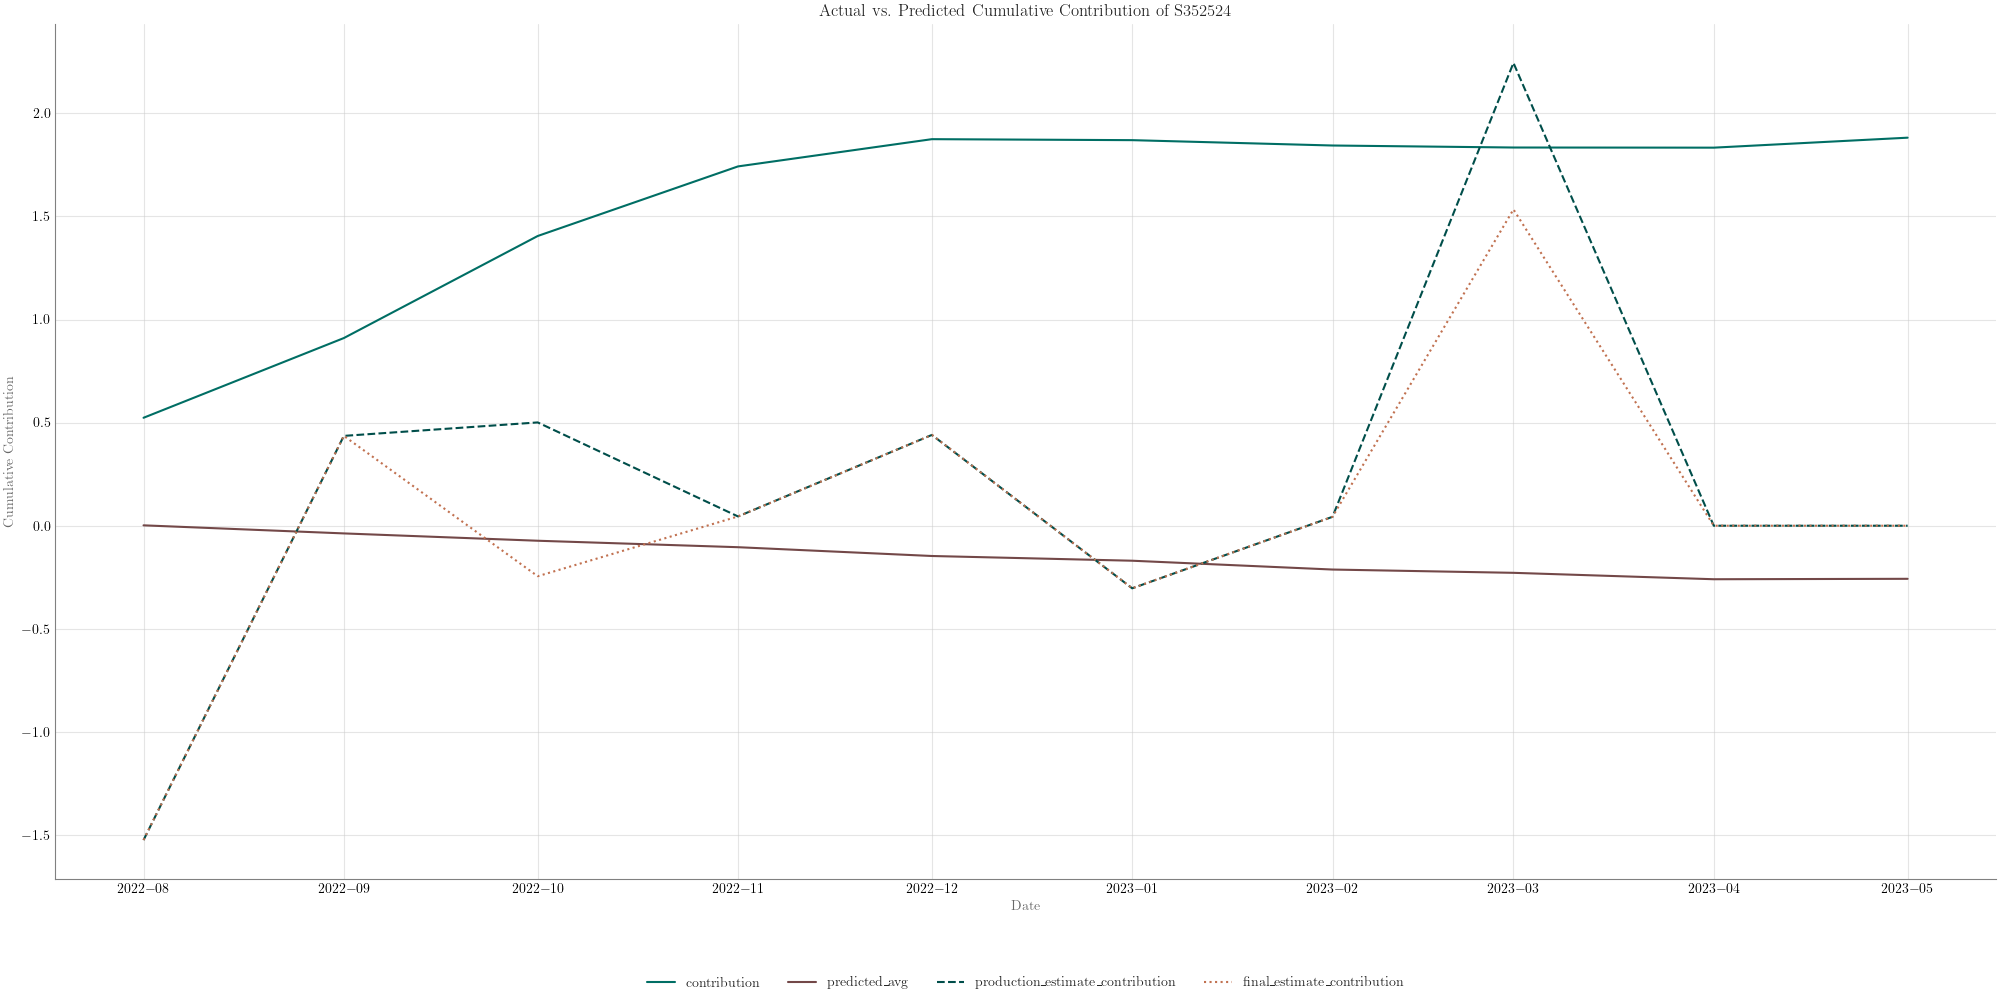 Actual vs. Predicted Cumulative Contribution of S352524
Cumulative Contribution
2.0
1.5
1.0
0.5
0.0
−0.5
−1.0
−1.5
2022−08 2022−09 2022−10 2022−11 2022−12 2023−01 2023−02 2023−03 2023−04 2023−05
Date
contribution predicted_avg production_estimate_contribution final_estimate_contribution